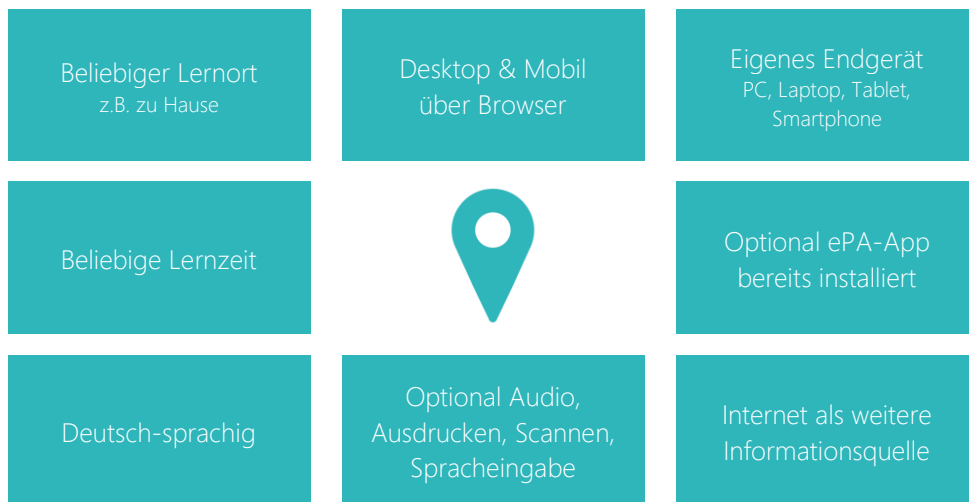 Beliebiger Lernort
z.B. zu Hause
Desktop & Mobil
über Browser
Eigenes Endgerät
PC, Laptop, Tablet,
Smartphone
Beliebige Lernzeit
Optional ePA-App
bereits installiert
Deutsch-sprachig
Optional Audio,
Ausdrucken, Scannen,
Spracheingabe
Internet als weitere
Informationsquelle